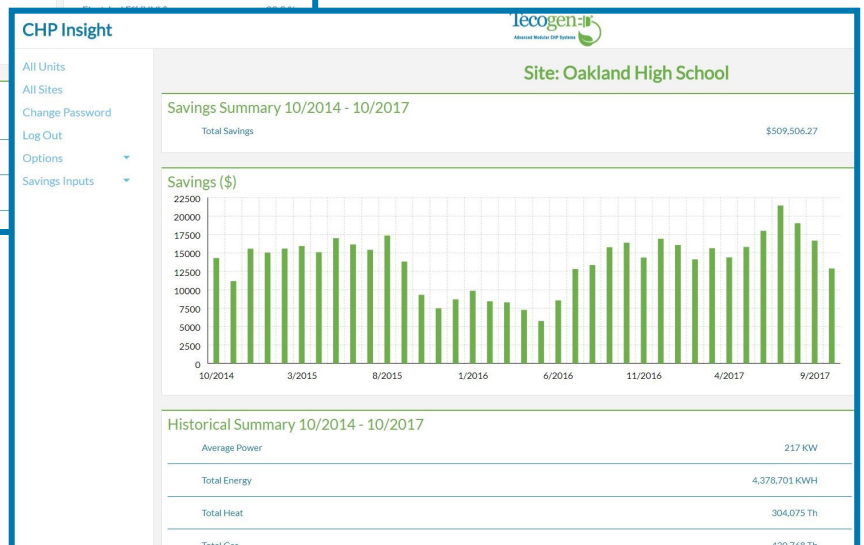 CHP Insight
Tecogen
Advanced Modular CHP Systems
All Units
All Sites
Change Password
Log Out
Options
Savings Inputs
Site: Oakland High School
Savings Summary 10/2014 - 10/2017
Total Savings $509,506.27
Savings ($)
22500
20000
17500
15000
12500
10000
7500
5000
2500
0
10/2014 3/2015 8/2015 1/2016 6/2016 11/2016 4/2017 9/2017
Historical Summary 10/2014 - 10/2017
Average Power 217 KW
Total Energy 4,378,701 KWH
Total Heat 304,075 Th
Total Gas